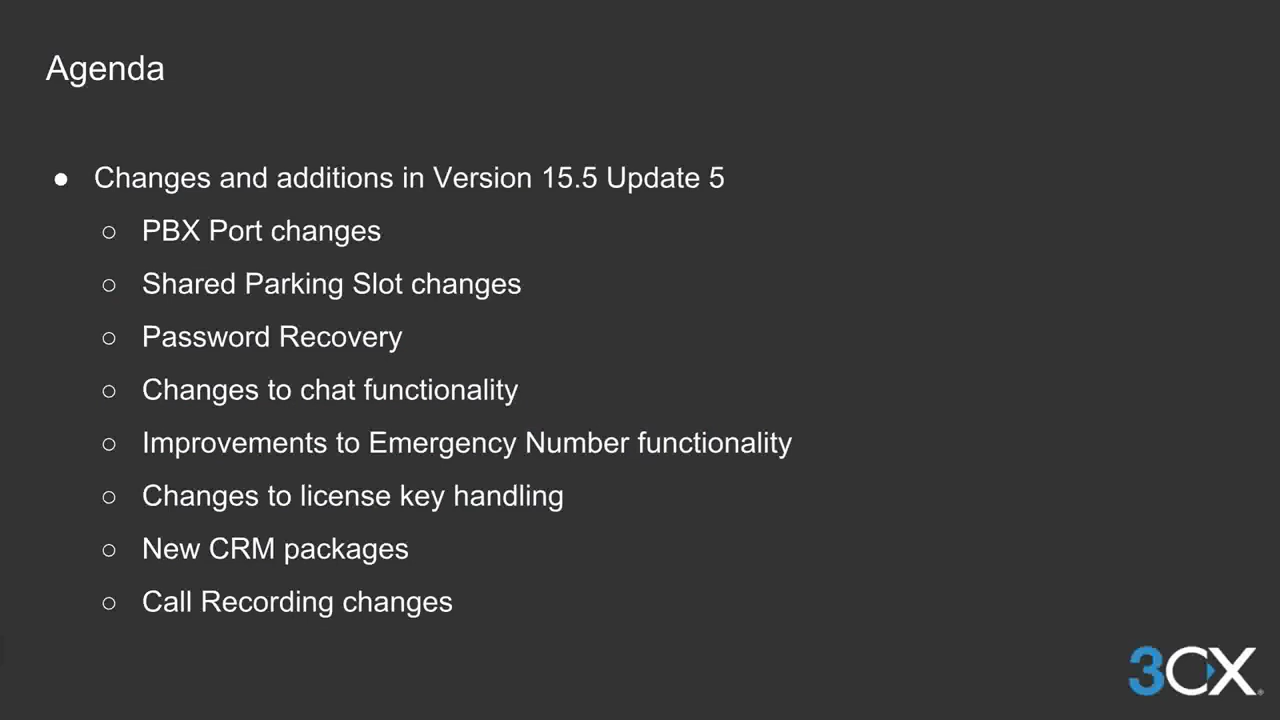 Agenda
● Changes and additions in Version 15.5 Update 5
○ PBX Port changes
○ Shared Parking Slot changes
○ Password Recovery
○ Changes to chat functionality
○ Improvements to Emergency Number functionality
○ Changes to license key handling
○ New CRM packages
○ Call Recording changes
3CX®